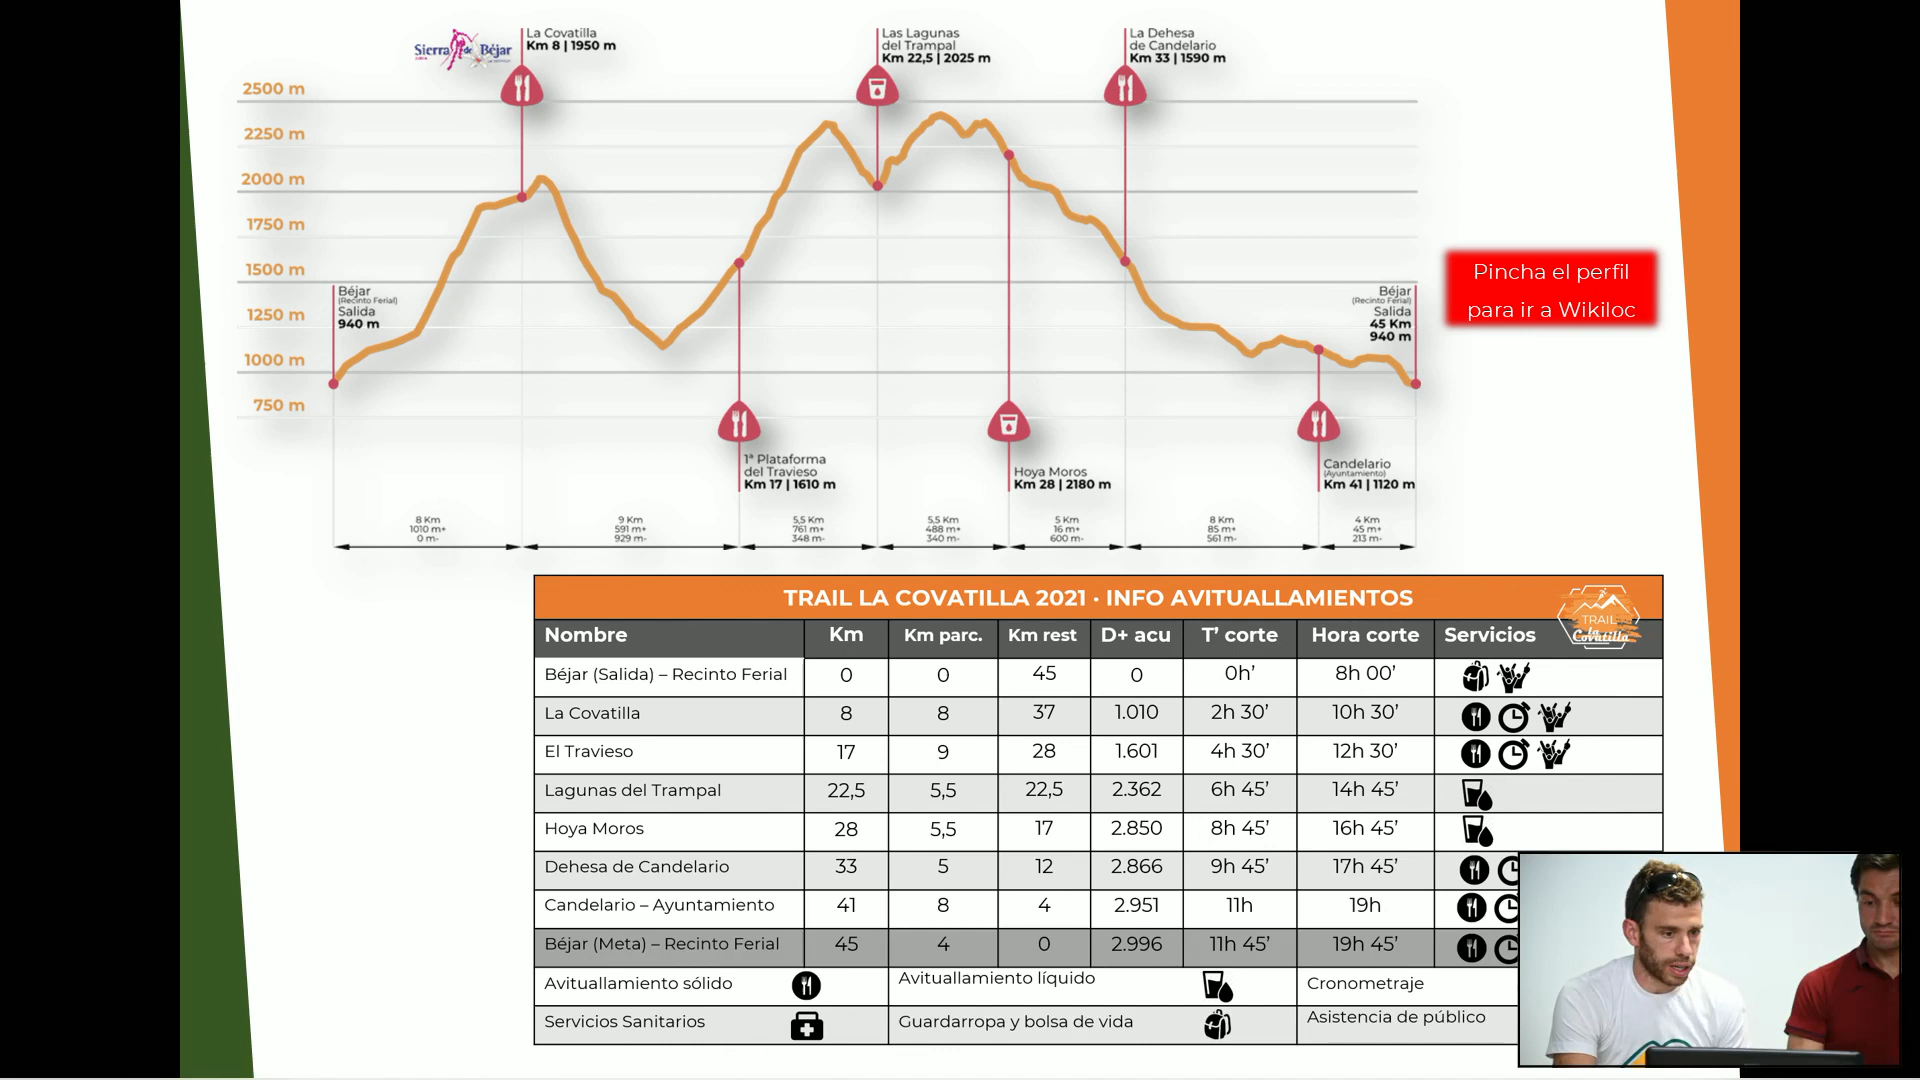 Sierra de Béjar
La Covatilla
Km 8 | 1950 m
Las Lagunas
del Trampal
Km 22,5 | 2025 m
La Dehesa
de Candelario
Km 33 | 1590 m
2500 m
2250 m
2000 m
1750 m
1500 m
1250 m
1000 m
750 m
Béjar
(Recinto Ferial)
Salida
940 m
Béjar
(Recinto Ferial)
Salida
45 Km
940 m
Pincha el perfil
para ir a Wikiloc
1ª Plataforma
del Travieso
Km 17 | 1610 m
Hoya Moros
Km 28 | 2180 m
Candelario
(Ayuntamiento)
Km 41 | 1120 m
8 Km
1010 m+
0 m-
9 Km
591 m+
929 m-
5,5 Km
761 m+
348 m-
5,5 Km
488 m+
340 m-
5 Km
16 m+
600 m-
8 Km
85 m+
561 m-
4 Km
45 m+
213 m-
TRAIL LA COVATILLA 2021 · INFO AVITUALLAMIENTOS
TRAIL
la
Covatilla
Nombre Km Km parc. Km rest D+ acu T’ corte Hora corte Servicios
Béjar (Salida) – Recinto Ferial 0 0 45 0 0h’ 8h 00’
La Covatilla 8 8 37 1.010 2h 30’ 10h 30’
El Travieso 17 9 28 1.601 4h 30’ 12h 30’
Lagunas del Trampal 22,5 5,5 22,5 2.362 6h 45’ 14h 45’
Hoya Moros 28 5,5 17 2.850 8h 45’ 16h 45’
Dehesa de Candelario 33 5 12 2.866 9h 45’ 17h 45’
Candelario – Ayuntamiento 41 8 4 2.951 11h 19h
Béjar (Meta) – Recinto Ferial 45 4 0 2.996 11h 45’ 19h 45’
Avituallamiento sólido Avituallamiento líquido Cronometraje
Servicios Sanitarios Guardarropa y bolsa de vida Asistencia de público